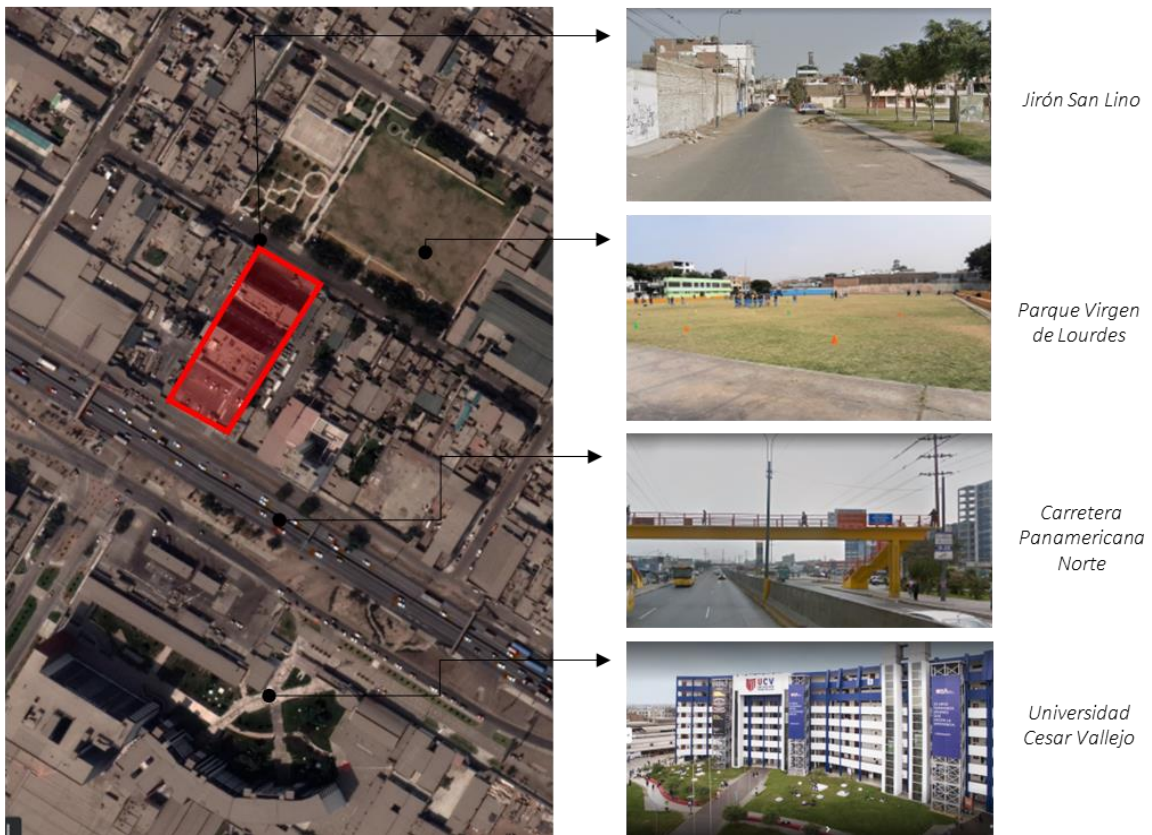 Jirón San Lino
Parque Virgen
de Lourdes
Carretera
Panamericana
Norte
UCV
Universidad
Cesar Vallejo